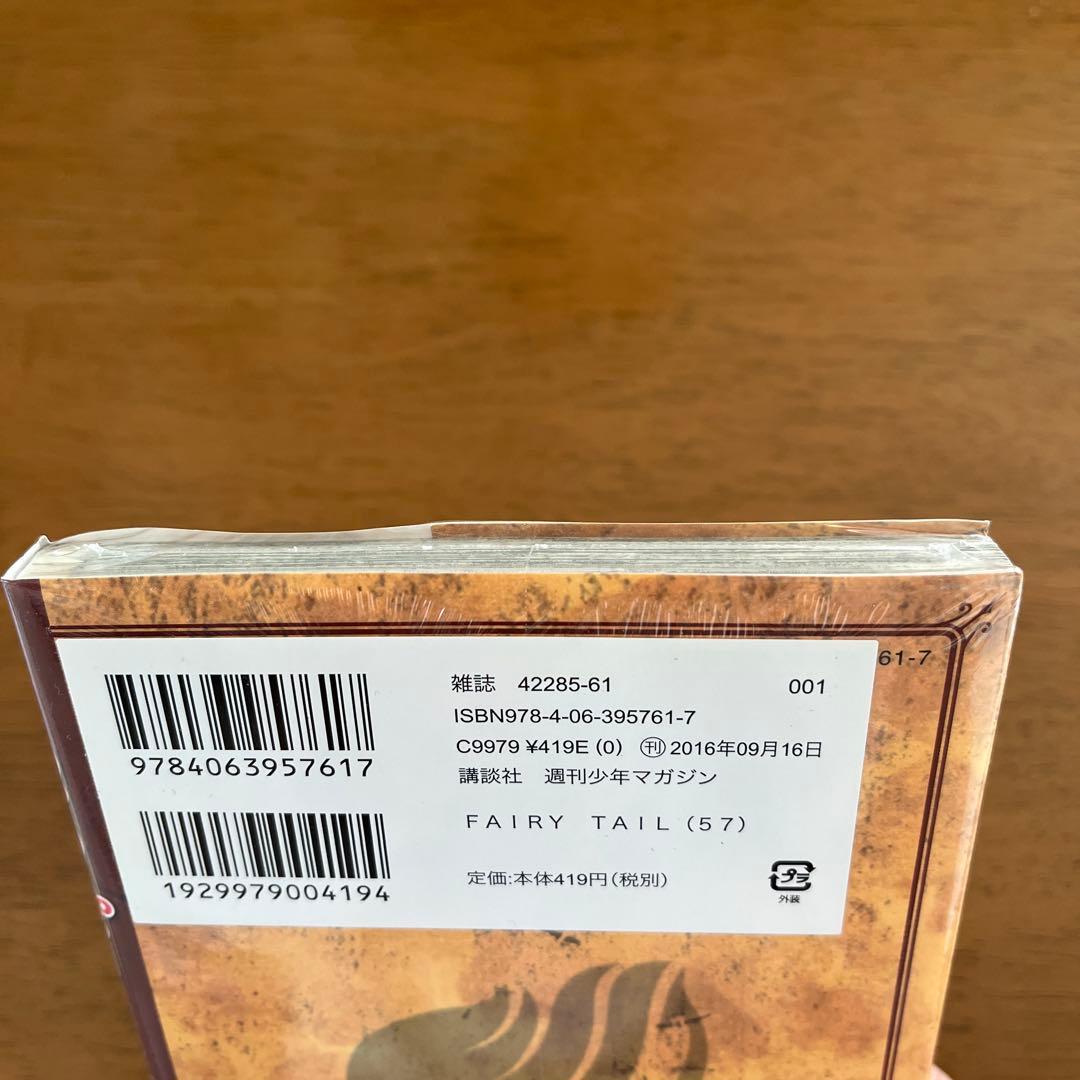 61-7
雑誌 42285-61 001
ISBN978-4-06-395761-7
C9979 ¥419E (0) ㊗刊 2016年09月16日
講談社 週刊少年マガジン
FAIRY TAIL (57)
定価:本体419円(税別)
プラ
外装
9784063957617
1929979004194